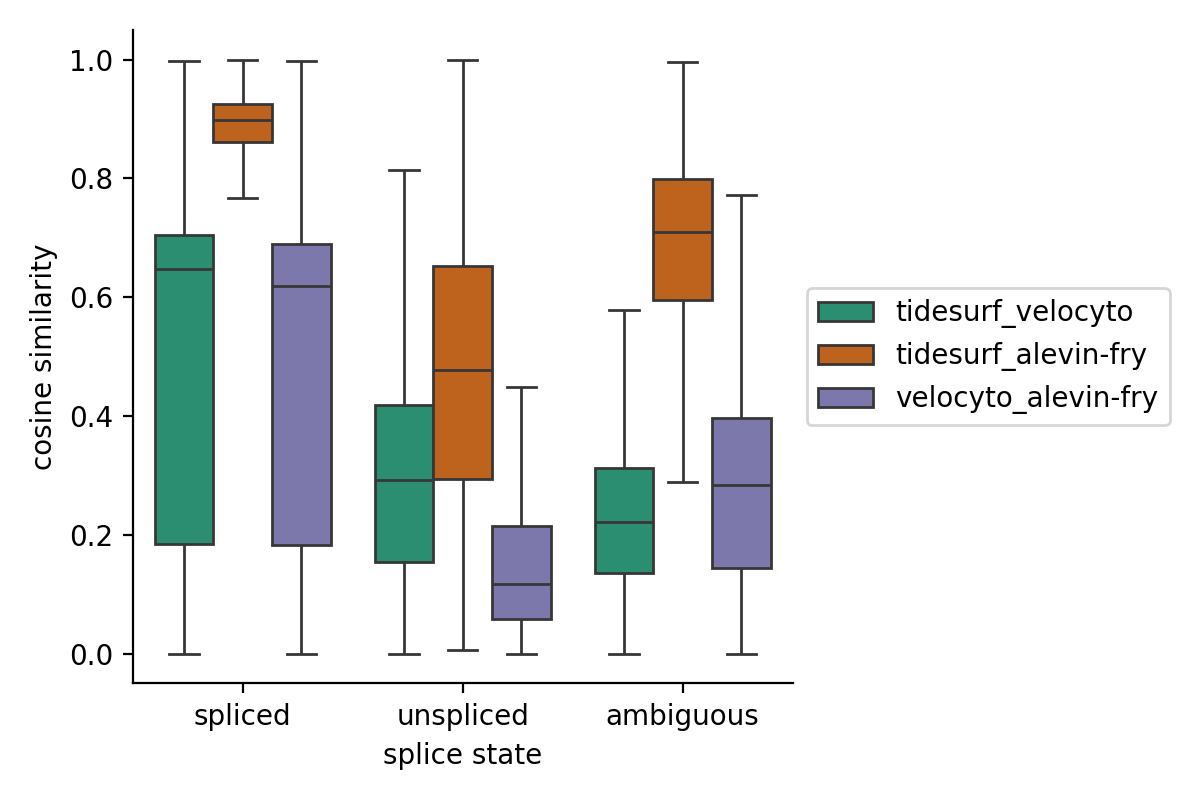 cosine similarity
1.0
0.8
0.6
0.4
0.2
0.0
spliced
unspliced
ambiguous
splice state
tidesurf_velocyto
tidesurf_alevin-fry
velocyto_alevin-fry